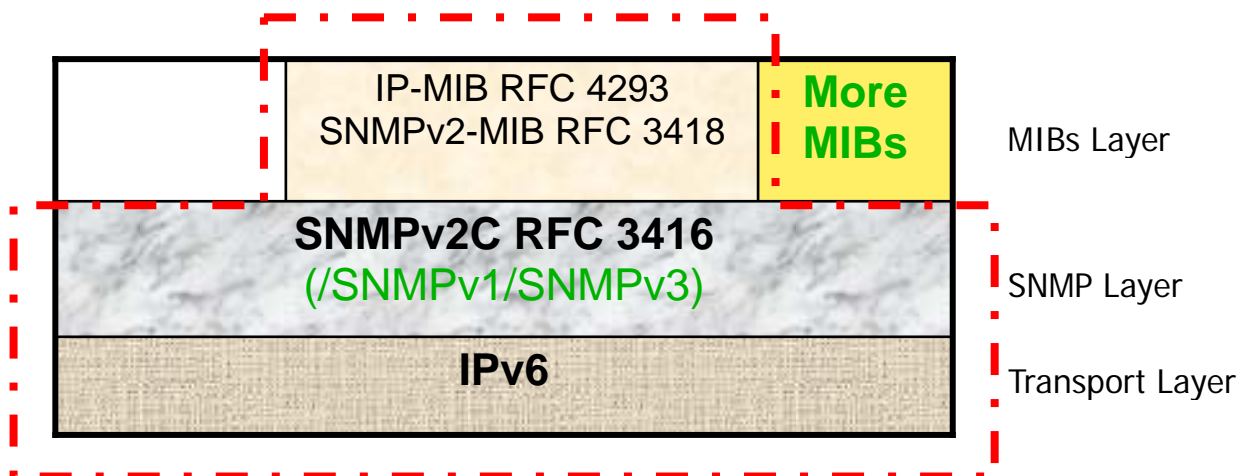 IP-MIB RFC 4293
SNMPv2-MIB RFC 3418
More
MIBs
MIBs Layer
SNMPv2C RFC 3416
(/SNMPv1/SNMPv3)
SNMP Layer
IPv6
Transport Layer